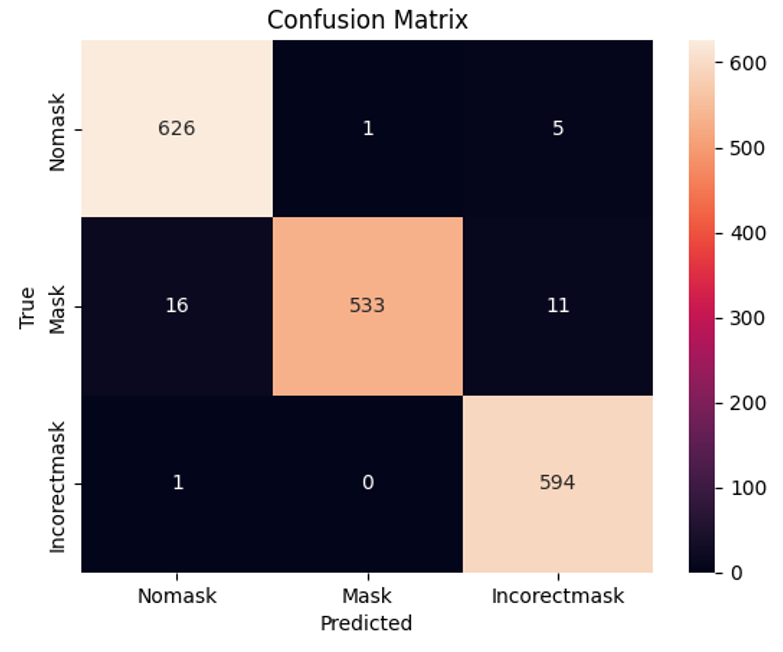 Confusion Matrix
Nomask
626 1 5
600
500
400
True
Mask
16 533 11
300
200
Incorectmask
1 0 594
100
0
Nomask Mask Incorectmask
Predicted